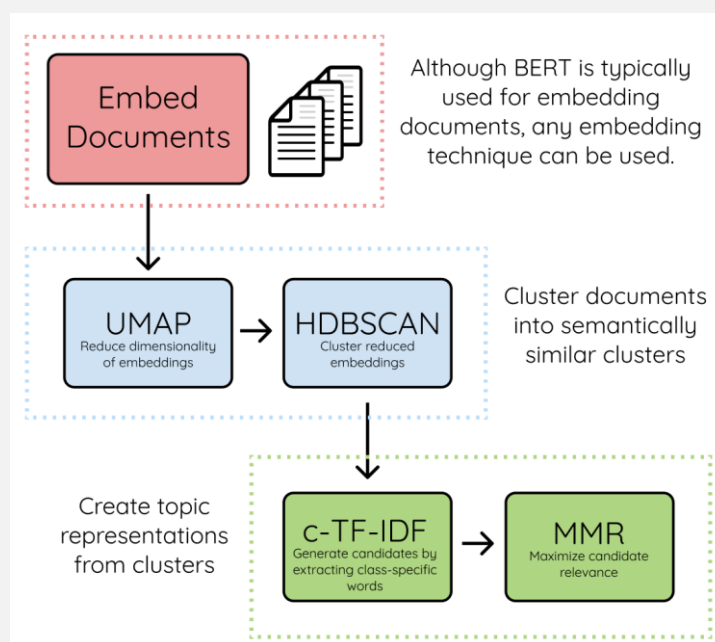 Embed
Documents
Although BERT is typically
used for embedding
documents, any embedding
technique can be used.
UMAP
Reduce dimensionality
of embeddings
HDBSCAN
Cluster reduced
embeddings
Cluster documents
into semantically
similar clusters
Create topic
representations
from clusters
c-TF-IDF
Generate candidates by
extracting class-specific
words
MMR
Maximize candidate
relevance